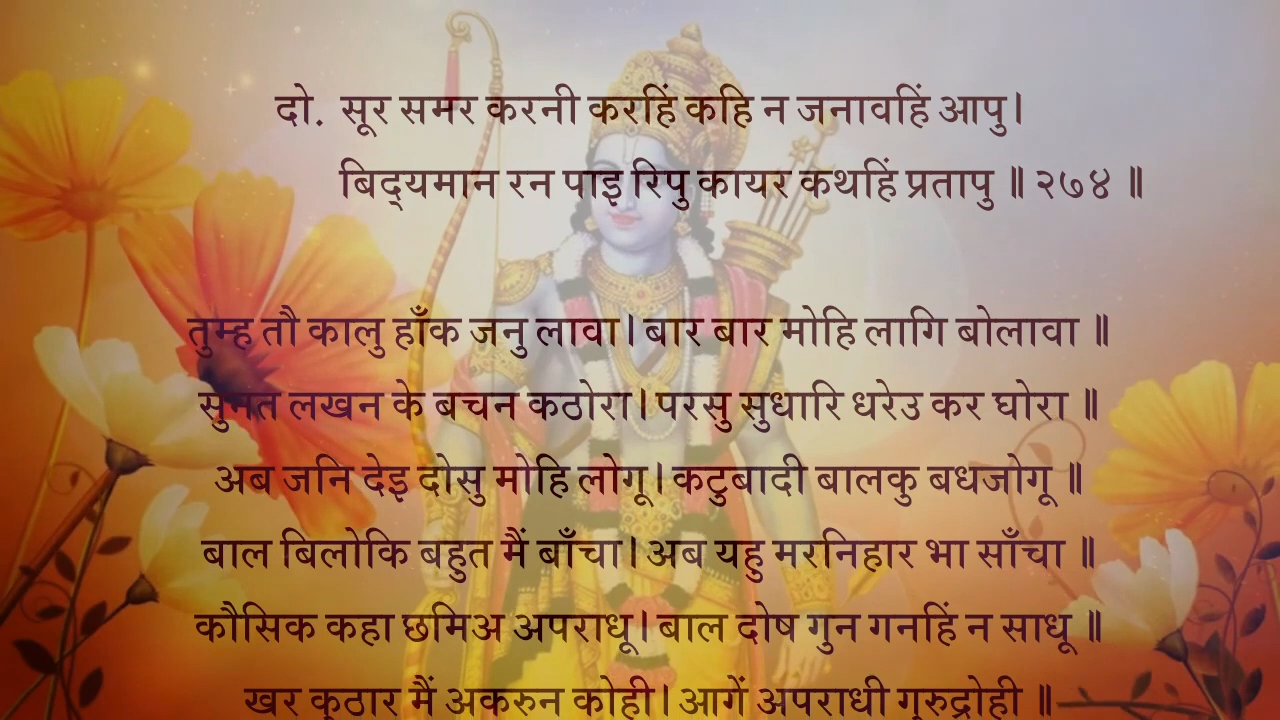 दो. सूर समर करनी करहिं कहि न जनावहिं आपु।
बिद्यमान रन पाइ रिपु कायर कथहिं प्रतापु ॥ २७४ ॥
तुम्ह तौ कालु हाँक जनु लावा। बार बार मोहि लागि बोलावा ॥
सुनत लखन के बचन कठोरा। परसु सुधारि धरेउ कर घोरा ॥
अब जनि देइ दोसु मोहि लोगू। कटुबादी बालकु बधजोगू ॥
बाल बिलोकि बहुत मैं बाँचा। अब यहु मरनिहार भा साँचा ॥
कौसिक कहा छमिअ अपराधू। बाल दोष गुन गनहिं न साधू ॥
खर कुठार मैं अकरुन कोही। आगें अपराधी गुरुद्रोही ॥